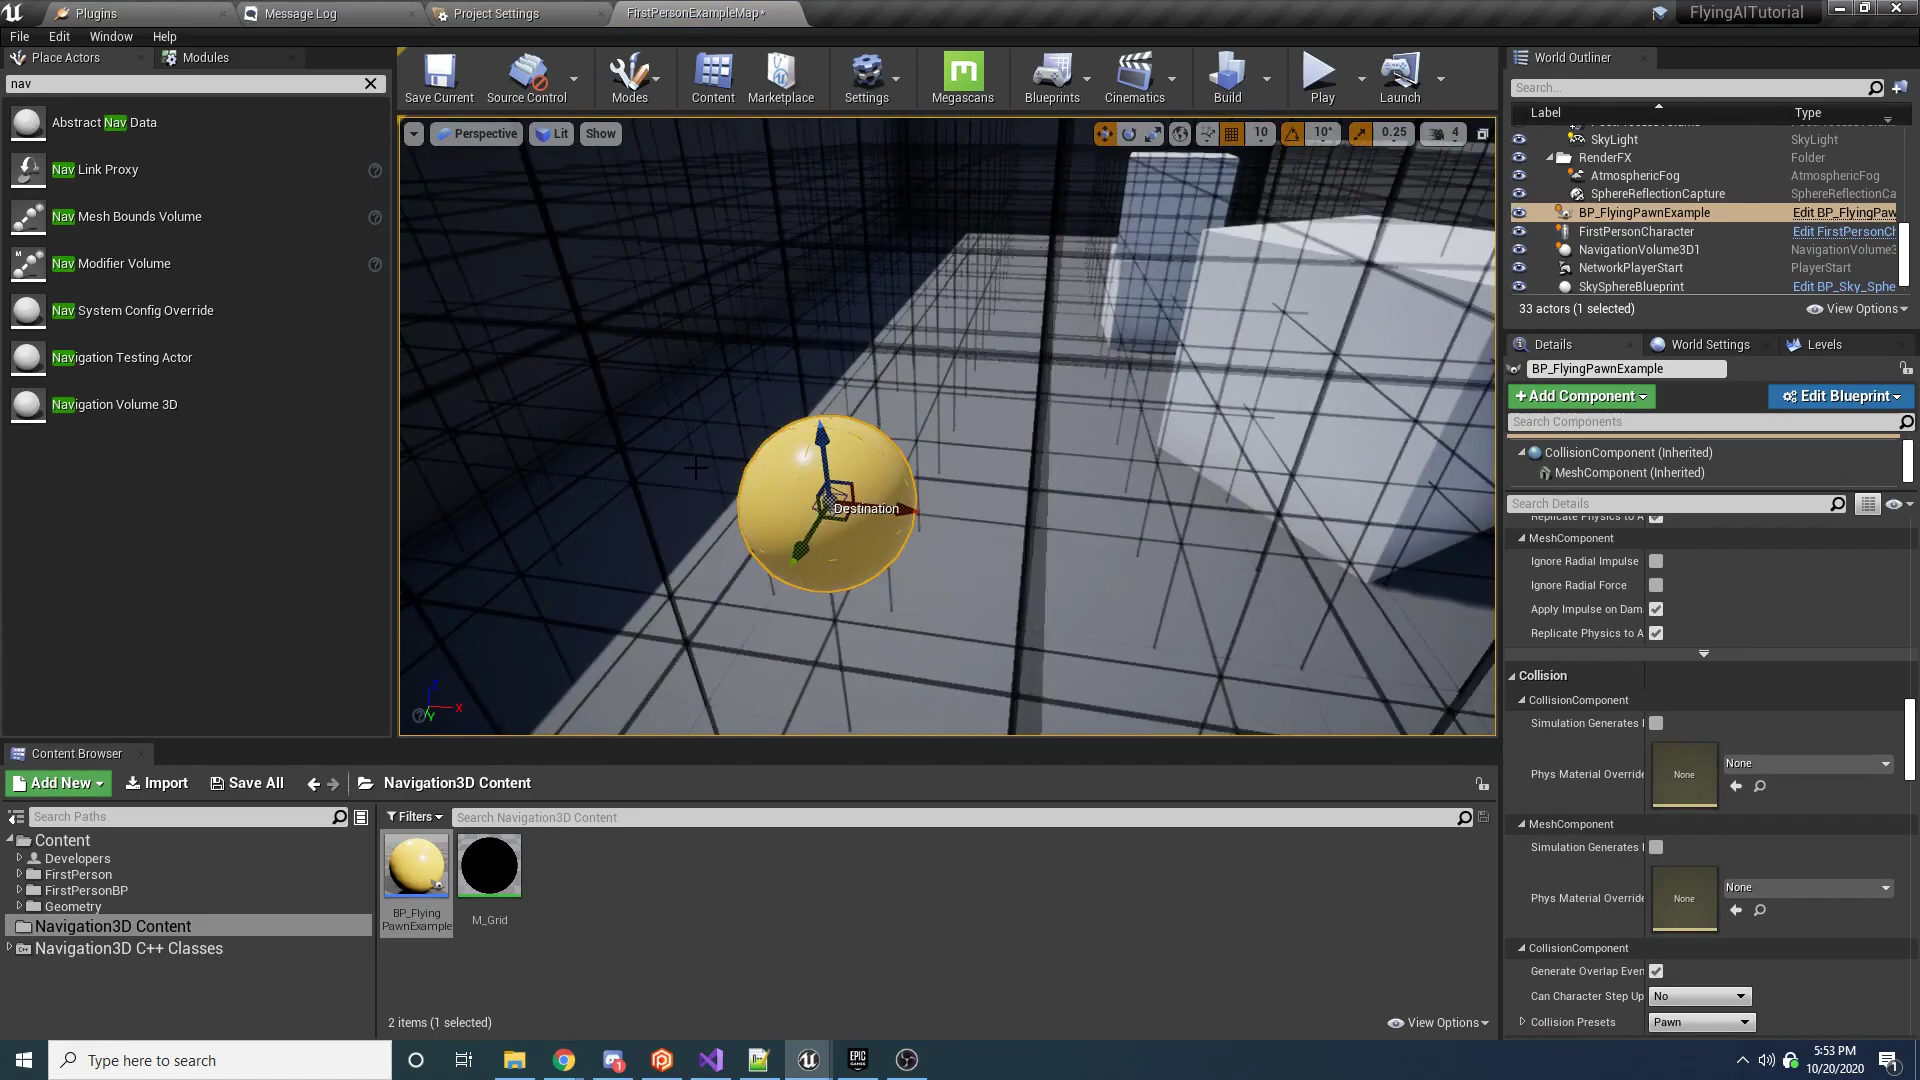 Plugins
Message Log
Project Settings
FirstPersonExampleMap*
FlyingAITutorial
File Edit Window Help
Place Actors
Modules
nav
Abstract Nav Data
Nav Link Proxy
Nav Mesh Bounds Volume
Nav Modifier Volume
Nav System Config Override
Navigation Testing Actor
Navigation Volume 3D
Save Current
Source Control
Modes
Content
Marketplace
Settings
Megascans
Blueprints
Cinematics
Build
Play
Launch
Perspective
Lit
Show
10
10°
0.25
4
Destination
X
Y
World Outliner
Search...
Label Type
SkyLight SkyLight
RenderFX Folder
AtmosphericFog AtmosphericFog
SphereReflectionCapture SphereReflectionCa
BP_FlyingPawnExample Edit BP_FlyingPaw
FirstPersonCharacter Edit FirstPersonCh
NavigationVolume3D1 NavigationVolume3
NetworkPlayerStart PlayerStart
SkySphereBlueprint Edit BP_Sky_Sphe
33 actors (1 selected)
View Options
Details
World Settings
Levels
BP_FlyingPawnExample
+ Add Component
Edit Blueprint
Search Components
CollisionComponent (Inherited)
MeshComponent (Inherited)
Search Details
Replicate Physics to A
MeshComponent
Ignore Radial Impulse
Ignore Radial Force
Apply Impulse on Dam
Replicate Physics to A
Collision
CollisionComponent
Simulation Generates
Phys Material Override
None
None
MeshComponent
Simulation Generates
Phys Material Override
None
None
CollisionComponent
Generate Overlap Even
Can Character Step Up
No
Collision Presets
Pawn
Content Browser
Add New
Import
Save All
Navigation3D Content
Search Paths
Filters
Search Navigation3D Content
Content
Developers
FirstPerson
FirstPersonBP
Geometry
Navigation3D Content
Navigation3D C++ Classes
BP_Flying
PawnExample
M_Grid
2 items (1 selected)
View Options
Type here to search
EPIC
GAMES
5:53 PM
10/20/2020
1
1